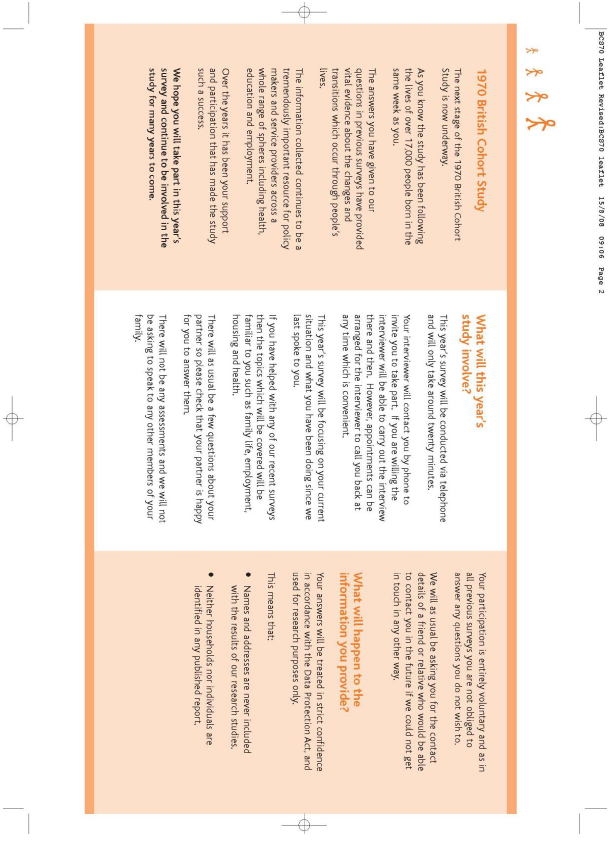 BCS70 Leaflet Revised:BCS70 leaflet  15/8/08  09:06  Page 2
1970 British Cohort Study
The next stage of the 1970 British Cohort
Study is now underway.
As you know the study has been following
the lives of over 17,000 people born in the
same week as you.
The answers you have given to our
questions in previous surveys have provided
vital evidence about the changes and
transitions which occur through people's
lives.
The information collected continues to be a
tremendously important resource for policy
makers and service providers across a
whole range of spheres including health,
education and employment.
Over the years it has been your support
and participation that has made the study
such a success.
We hope you will take part in this year's
survey and continue to be involved in the
study for many years to come.
What will this year's
study involve?
This year's survey will be conducted via telephone
and will only take around twenty minutes.
Your interviewer will contact you by phone to
invite you to take part. If you are willing the
interviewer will be able to carry out the interview
there and then. However, appointments can be
arranged for the interviewer to call you back at
any time which is convenient.
This year's survey will be focusing on your current
situation and what you have been doing since we
last spoke to you.
If you have helped with any of our recent surveys
then the topics which will be covered will be
familiar to you such as family life, employment,
housing and health.
There will as usual be a few questions about your
partner so please check that your partner is happy
for you to answer them.
There will not be any assessments and we will not
be asking to speak to any other members of your
family.
Your participation is entirely voluntary and as in
all previous surveys you are not obliged to
answer any questions you do not wish to.
We will as usual be asking you for the contact
details of a friend or relative who would be able
to contact you in the future if we could not get
in touch in any other way.
What will happen to the
information you provide?
Your answers will be treated in strict confidence
in accordance with the Data Protection Act, and
used for research purposes only.
This means that:
● Names and addresses are never included
with the results of our research studies.
● Neither households nor individuals are
identified in any published report.